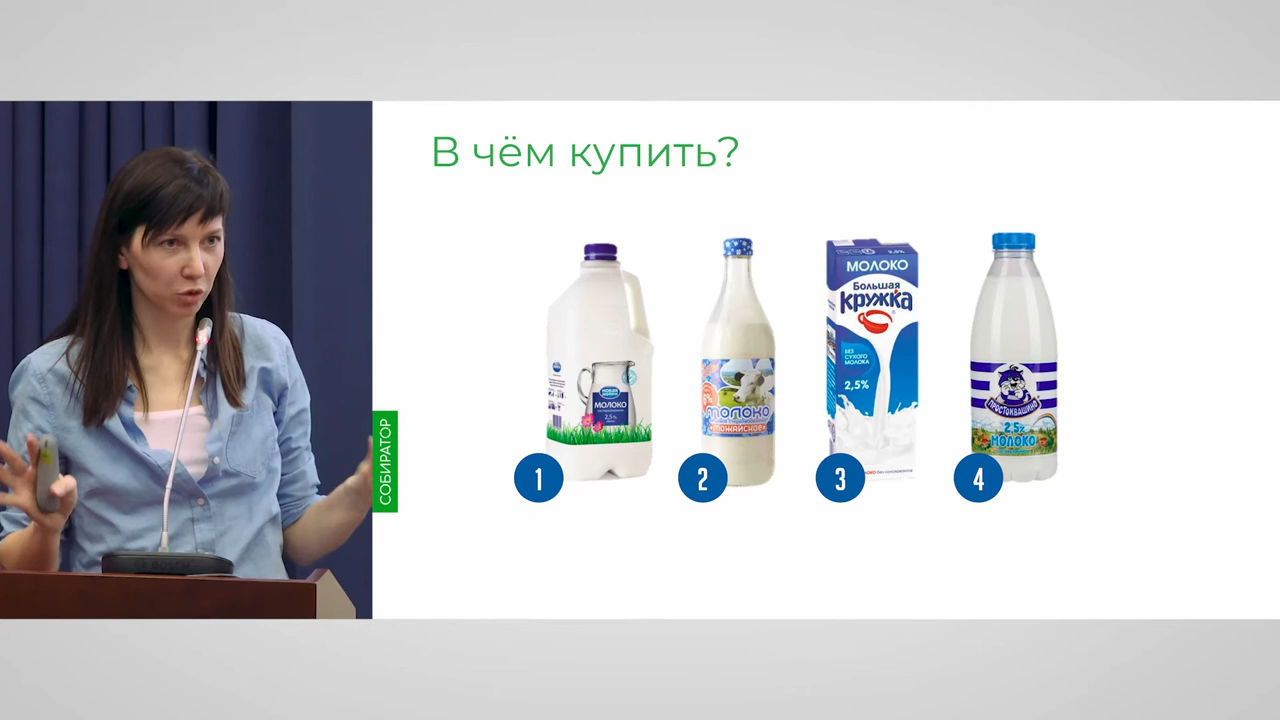 В чём купить?
СОБИРАТОР
МОЛОКО
2,5%
1
МОЛОКО
«МОЖАЙСКОЕ»
2
МОЛОКО
Большая
Кружка
БЕЗ
СУХОГО
МОЛОКА
2,5%
3
ПРОСТОКВАШИНО
2,5%
МОЛОКО
4